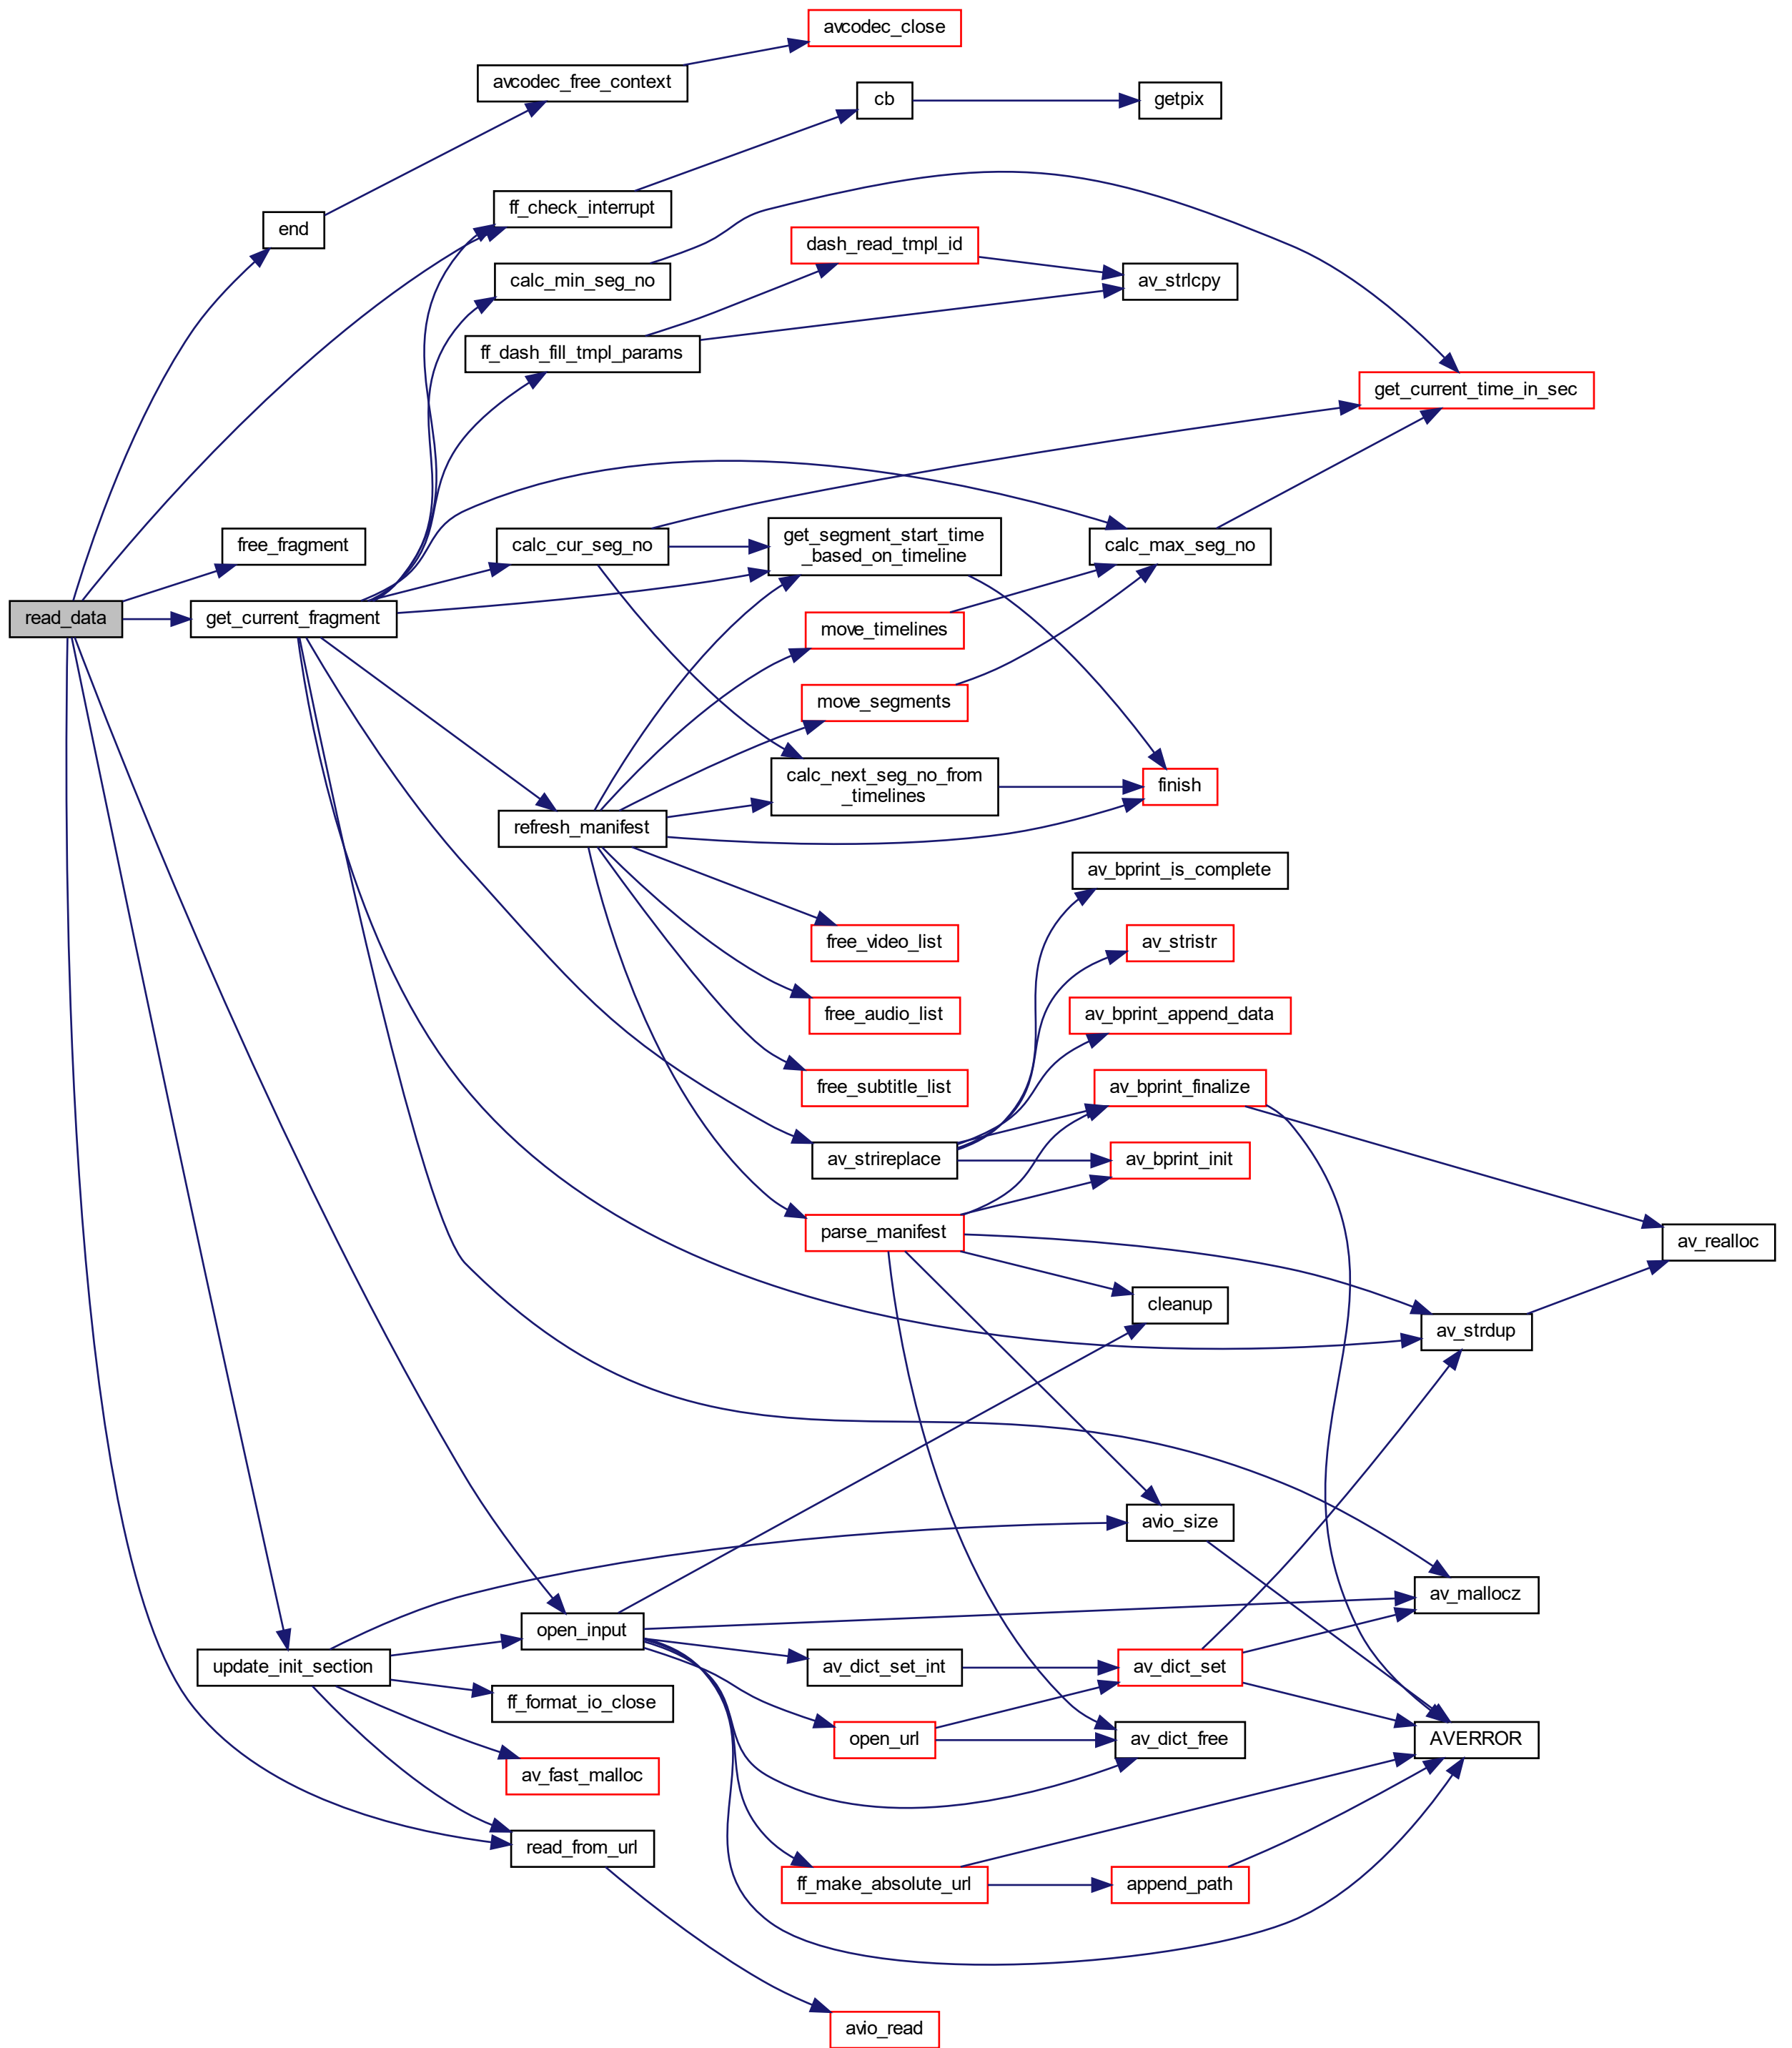 avcodec_close
avcodec_free_context
cb
getpix
ff_check_interrupt
end
dash_read_tmpl_id
calc_min_seg_no
av_strlcpy
ff_dash_fill_tmpl_params
get_current_time_in_sec
free_fragment
calc_cur_seg_no
get_segment_start_time
_based_on_timeline
calc_max_seg_no
read_data
get_current_fragment
move_timelines
move_segments
calc_next_seg_no_from
_timelines
finish
refresh_manifest
av_bprint_is_complete
free_video_list
av_stristr
free_audio_list
av_bprint_append_data
free_subtitle_list
av_bprint_finalize
av_strireplace
av_bprint_init
parse_manifest
av_realloc
cleanup
av_strdup
avio_size
av_mallocz
open_input
update_init_section
av_dict_set_int
av_dict_set
ff_format_io_close
open_url
av_dict_free
AVERROR
av_fast_malloc
read_from_url
ff_make_absolute_url
append_path
avio_read